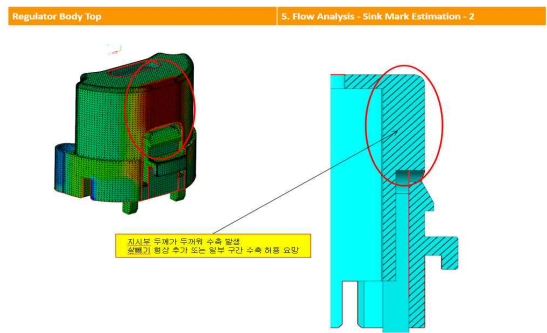 Regulator Body Top
5. Flow Analysis - Sink Mark Estimation - 2
지시부 두께가 두꺼워 수축 발생
살빼기 형상 추가 또는 일부 구간 수축 허용 요망